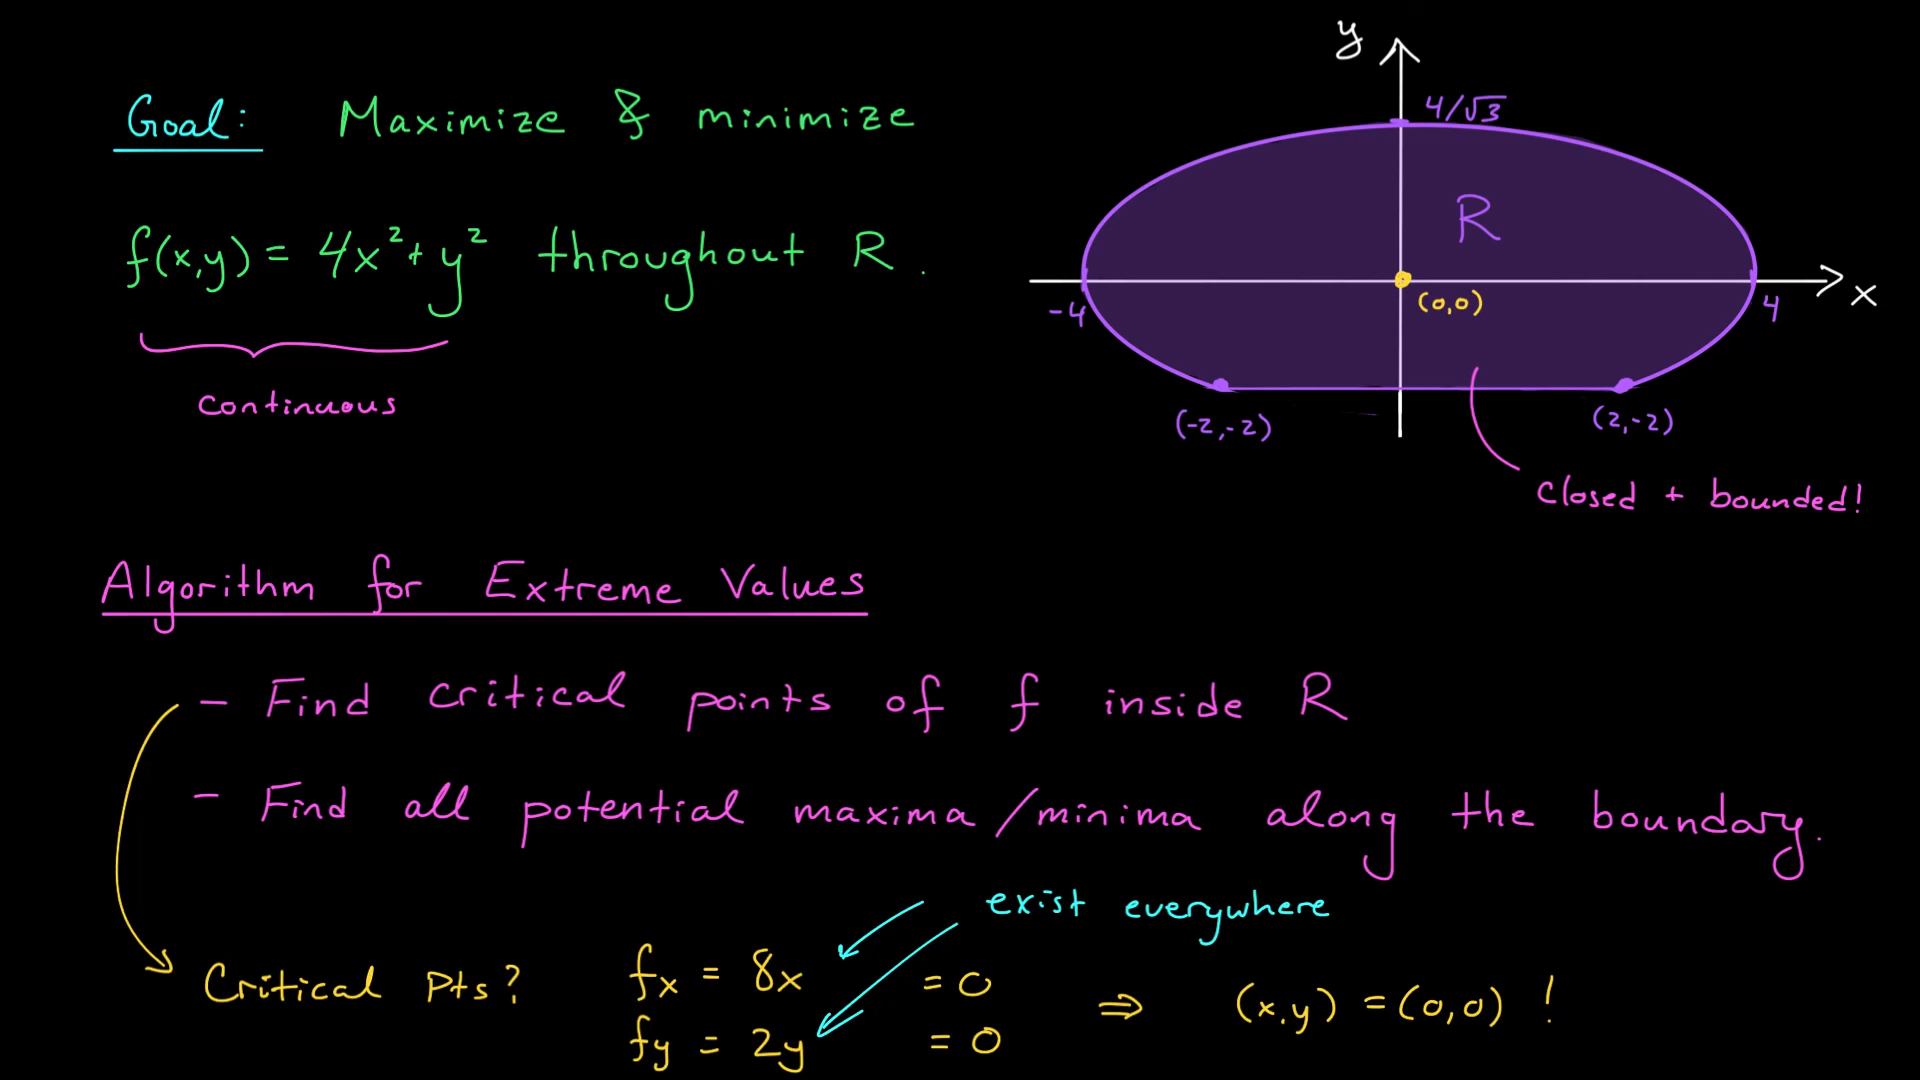 Goal: Maximize & minimize
f(x,y) = 4x² + y² throughout R.
continuous
y
4/√3
R
(0,0)
-4
4
x
(-2,-2)
(2,-2)
closed + bounded!
Algorithm for Extreme Values
- Find critical points of f inside R
- Find all potential maxima/minima along the boundary.
exist everywhere
Critical Pts? fx = 8x = 0 ⇒ (x,y) = (0,0) !
fy = 2y = 0